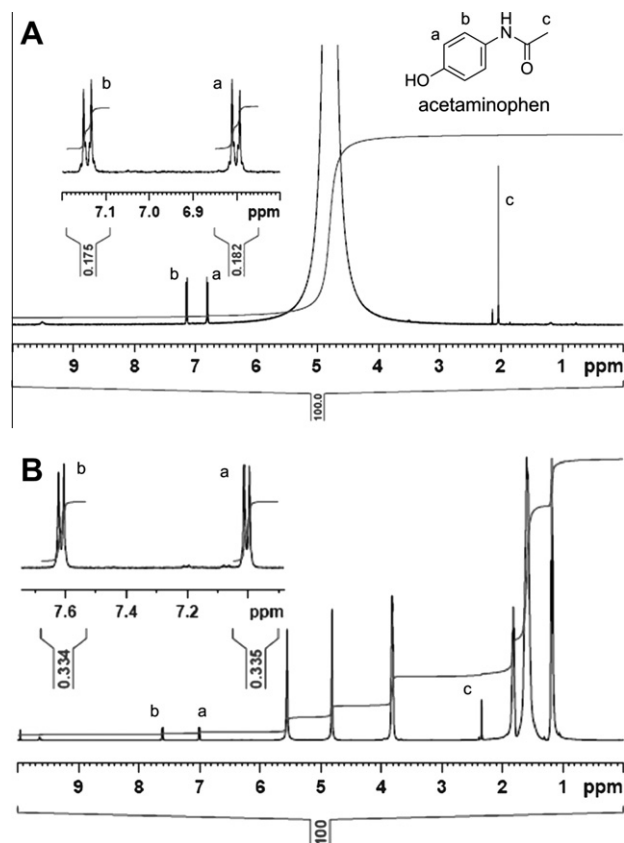 A
b
H
N
c
a
O
HO
acetaminophen
b
a
7.1 7.0 6.9 ppm
0.175 0.182
c
b a
9 8 7 6 5 4 3 2 1 ppm
100.0
B
b a
7.6 7.4 7.2 ppm
0.334 0.335
c
b a
9 8 7 6 5 4 3 2 1 ppm
100